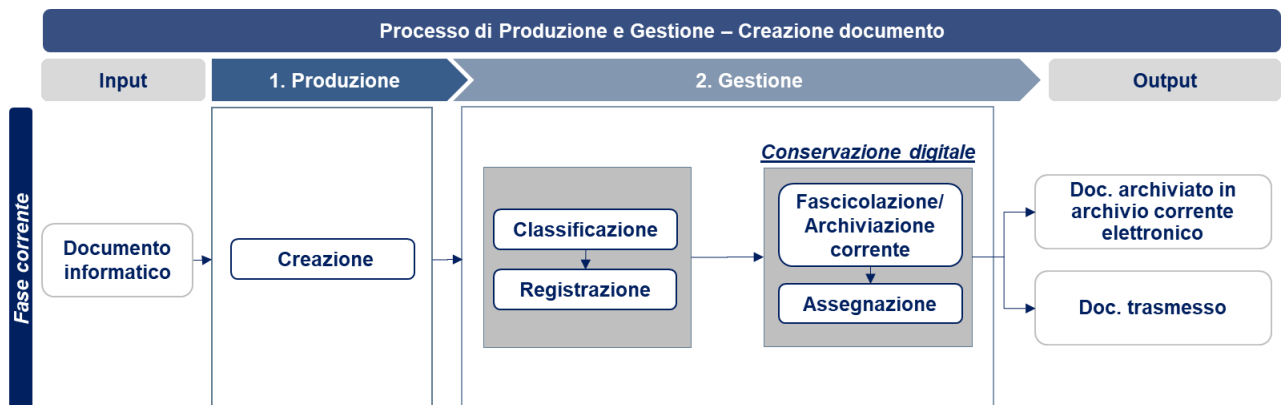 Processo di Produzione e Gestione – Creazione documento
Input
1. Produzione
2. Gestione
Output
Fase corrente
Documento
informatico
Creazione
Classificazione
Registrazione
Conservazione digitale
Fascicolazione/
Archiviazione
corrente
Assegnazione
Doc. archiviato in
archivio corrente
elettronico
Doc. trasmesso